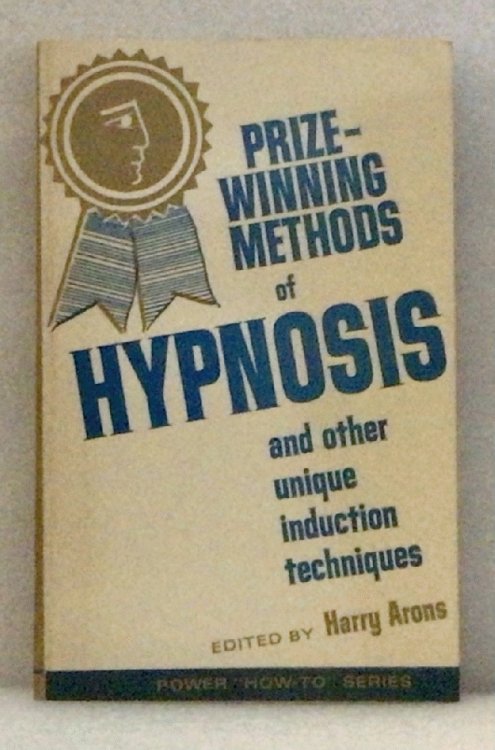 PRIZE-
WINNING
METHODS
of
HYPNOSIS
and other
unique
induction
techniques
EDITED BY Harry Arons
POWER "HOW-TO" SERIES